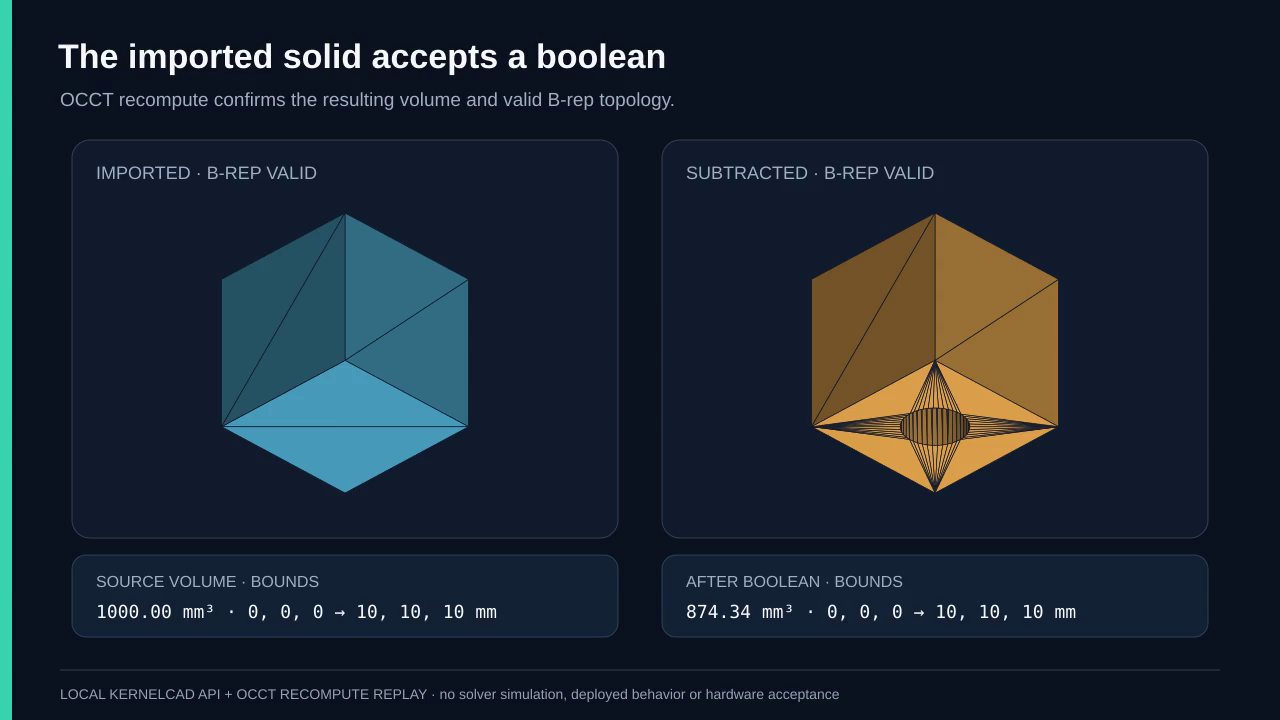 The imported solid accepts a boolean
OCCT recompute confirms the resulting volume and valid B-rep topology.
IMPORTED · B-REP VALID
SUBTRACTED · B-REP VALID
SOURCE VOLUME · BOUNDS
1000.00 mm³ · 0, 0, 0 → 10, 10, 10 mm
AFTER BOOLEAN · BOUNDS
874.34 mm³ · 0, 0, 0 → 10, 10, 10 mm
LOCAL KERNELCAD API + OCCT RECOMPUTE REPLAY · no solver simulation, deployed behavior or hardware acceptance